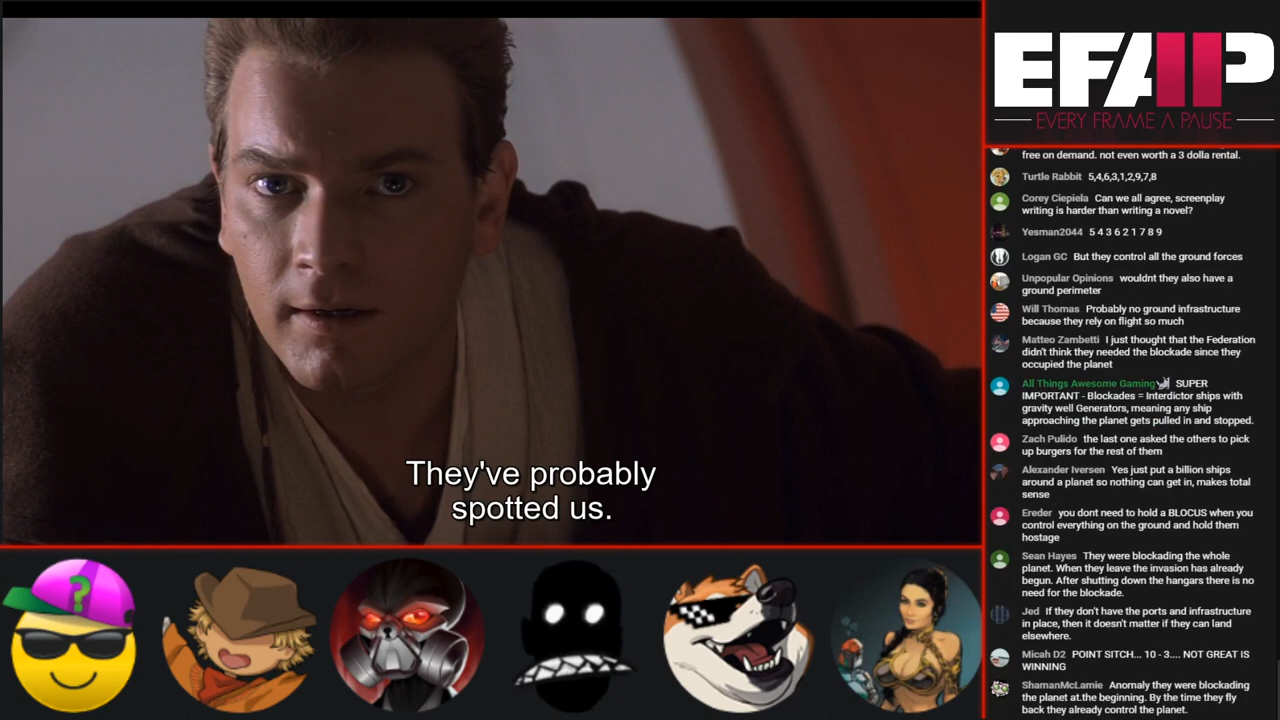 They've probably
spotted us.
?
EFAP
EVERY FRAME A PAUSE
free on demand. not even worth a 3 dolla rental.
Turtle Rabbit 5,4,6,3,1,2,9,7,8
Corey Ciepiela Can we all agree, screenplay
writing is harder than writing a novel?
Yesman2044 5 4 3 6 2 1 7 8 9
Logan GC But they control all the ground forces
Unpopular Opinions wouldnt they also have a
ground perimeter
Will Thomas Probably no ground infrastructure
because they rely on flight so much
Matteo Zambetti I just thought that the Federation
didn't think they needed the blockade since they
occupied the planet
All Things Awesome Gaming SUPER
IMPORTANT - Blockades = Interdictor ships with
gravity well Generators, meaning any ship
approaching the planet gets pulled in and stopped.
Zach Pulido the last one asked the others to pick
up burgers for the rest of them
Alexander Iversen Yes just put a billion ships
around a planet so nothing can get in, makes total
sense
Ereder you dont need to hold a BLOCUS when you
control everything on the ground and hold them
hostage
Sean Hayes They were blockading the whole
planet. When they leave the invasion has already
begun. After shutting down the hangars there is no
need for the blockade.
Jed If they don't have the ports and infrastructure
in place, then it doesn't matter if they can land
elsewhere.
Micah D2 POINT SITCH... 10 - 3.... NOT GREAT IS
WINNING
ShamanMcLamie Anomaly they were blockading
the planet at.the beginning. By the time they fly
back they already control the planet.